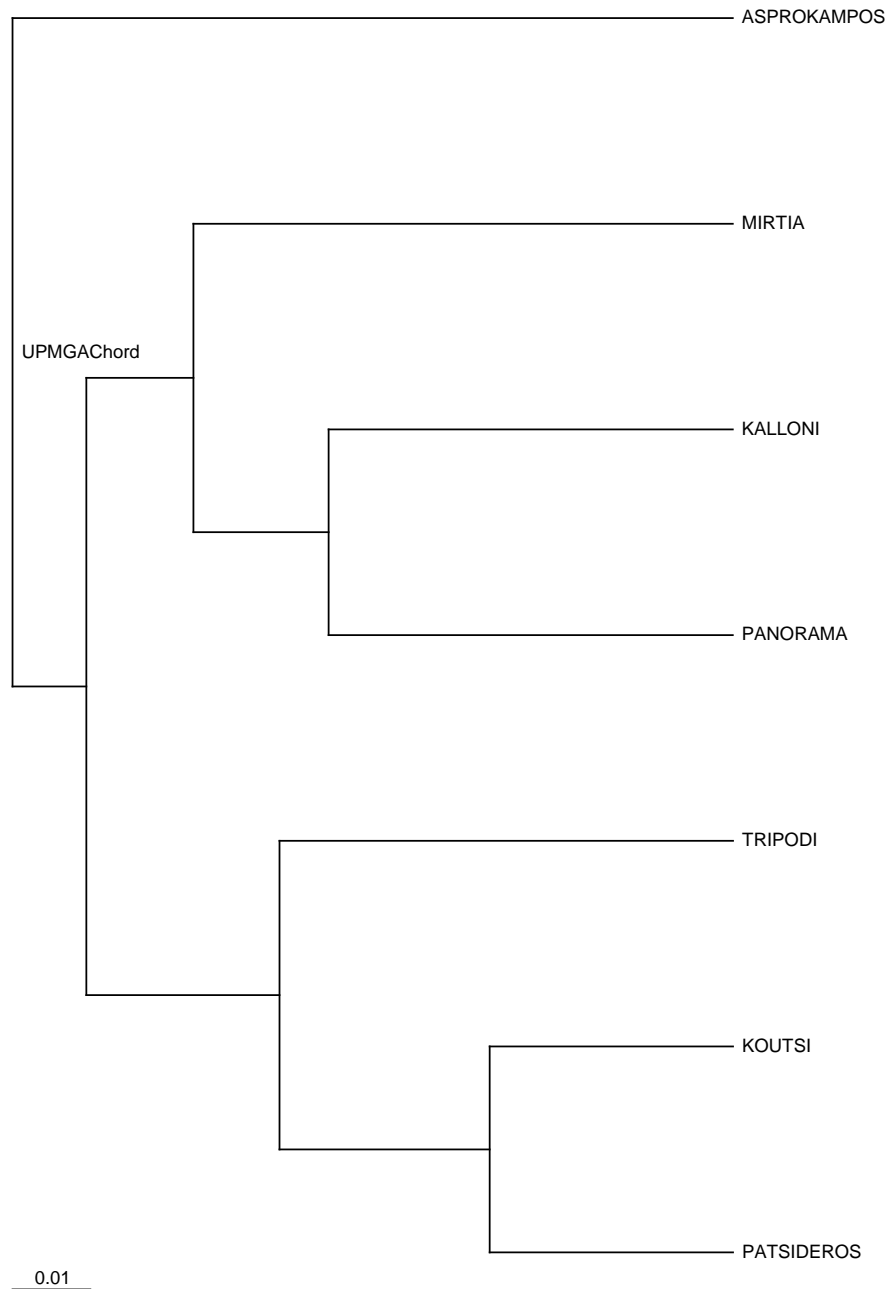 ASPROKAMPOS
MIRTIA
UPMGAChord
KALLONI
PANORAMA
TRIPODI
KOUTSI
PATSIDEROS
0.01